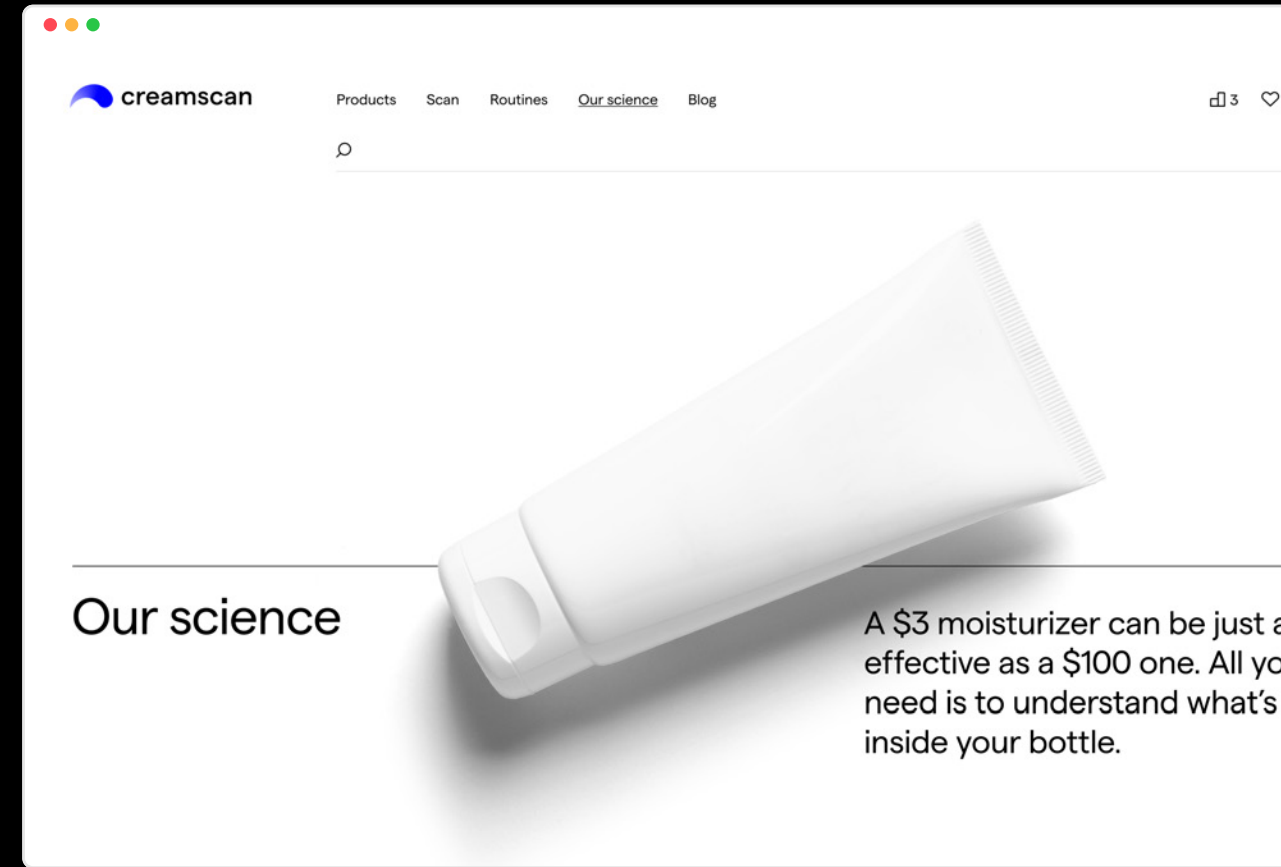 creamscan
Products Scan Routines Our science Blog
3
Our science
A $3 moisturizer can be just
effective as a $100 one. All
need is to understand what's
inside your bottle.